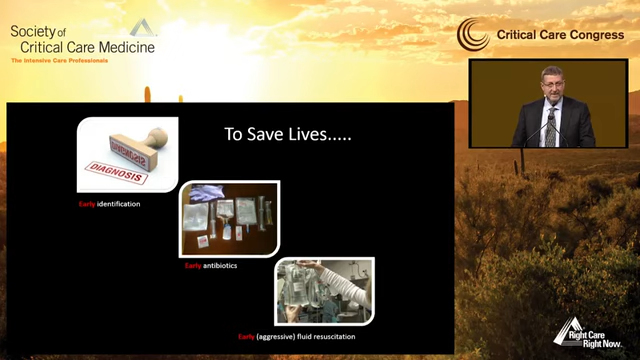 Society of
Critical Care Medicine
The Intensive Care Professionals
Critical Care Congress
To Save Lives.....
DIAGNOSIS
DIAGNOSIS
Early identification
Early antibiotics
Early (aggressive) fluid resuscitation
Right Care
Right Now.